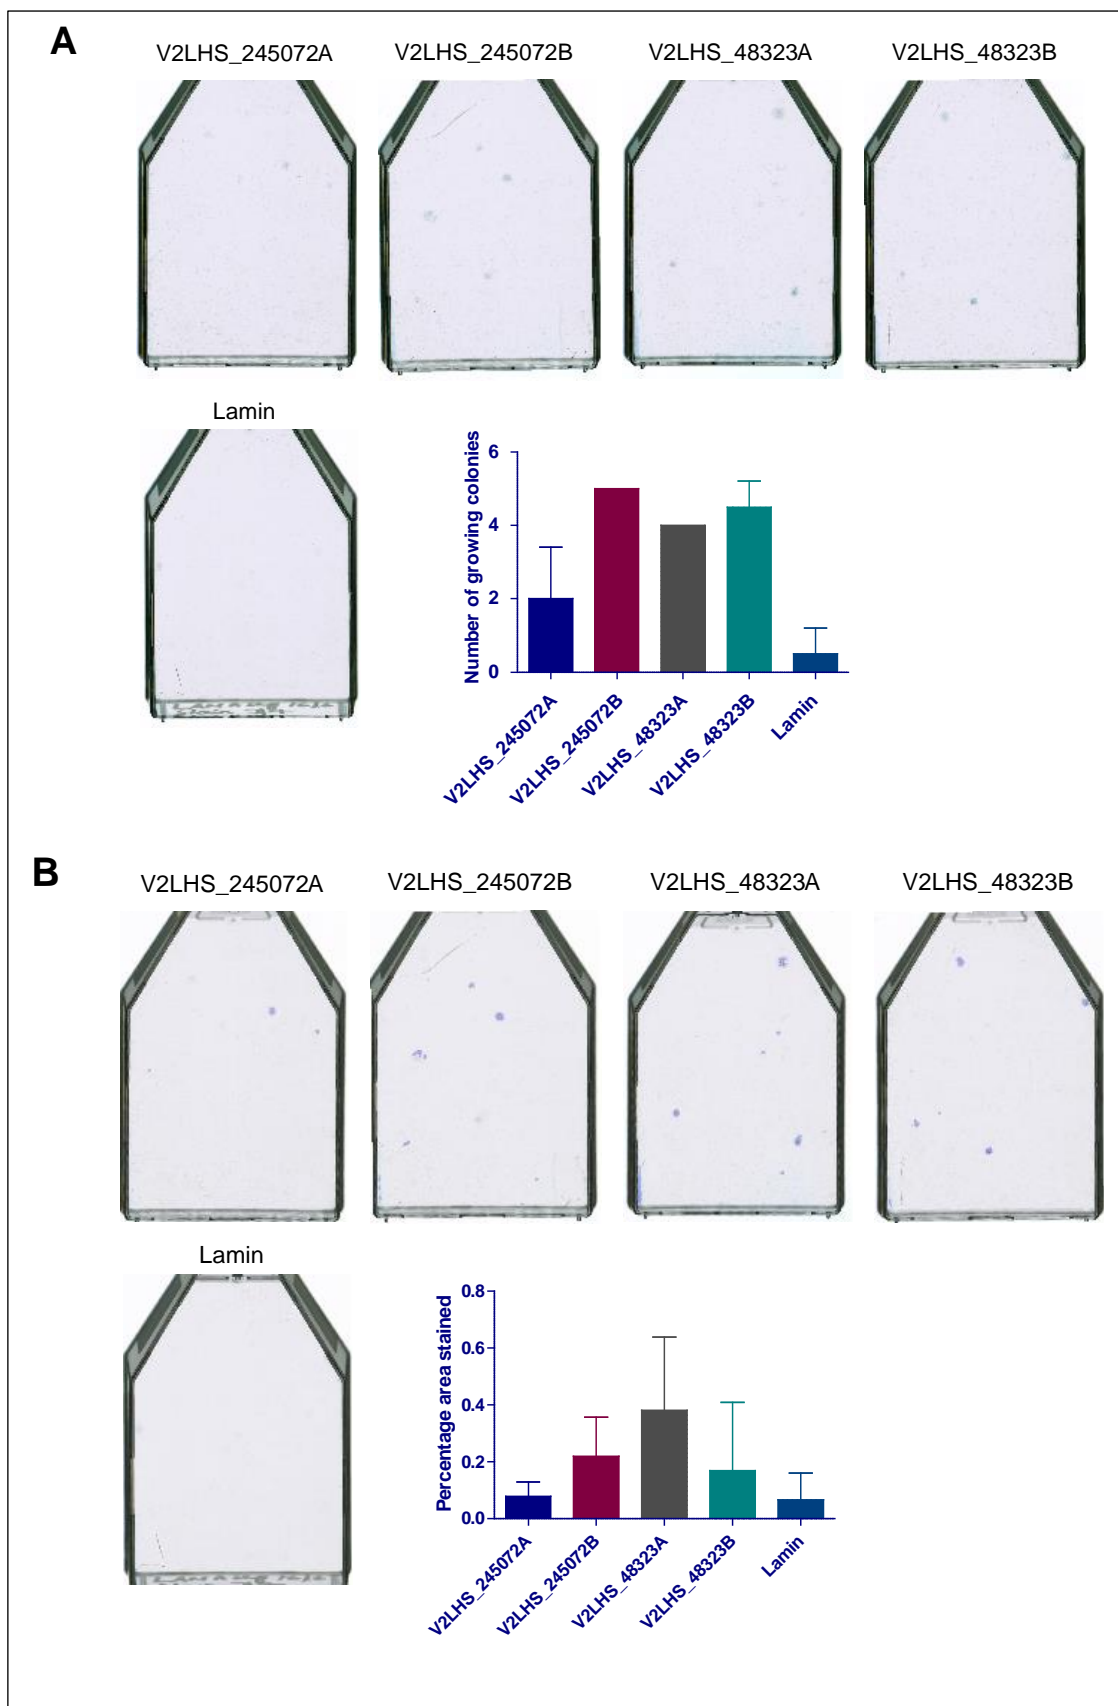 A
V2LHS_245072A
V2LHS_245072B
V2LHS_48323A
V2LHS_48323B
Lamin
Number of growing colonies
6
4
2
0
V2LHS_245072A
V2LHS_245072B
V2LHS_48323A
V2LHS_48323B
Lamin
B
V2LHS_245072A
V2LHS_245072B
V2LHS_48323A
V2LHS_48323B
Lamin
Percentage area stained
0.8
0.6
0.4
0.2
0.0
V2LHS_245072A
V2LHS_245072B
V2LHS_48323A
V2LHS_48323B
Lamin